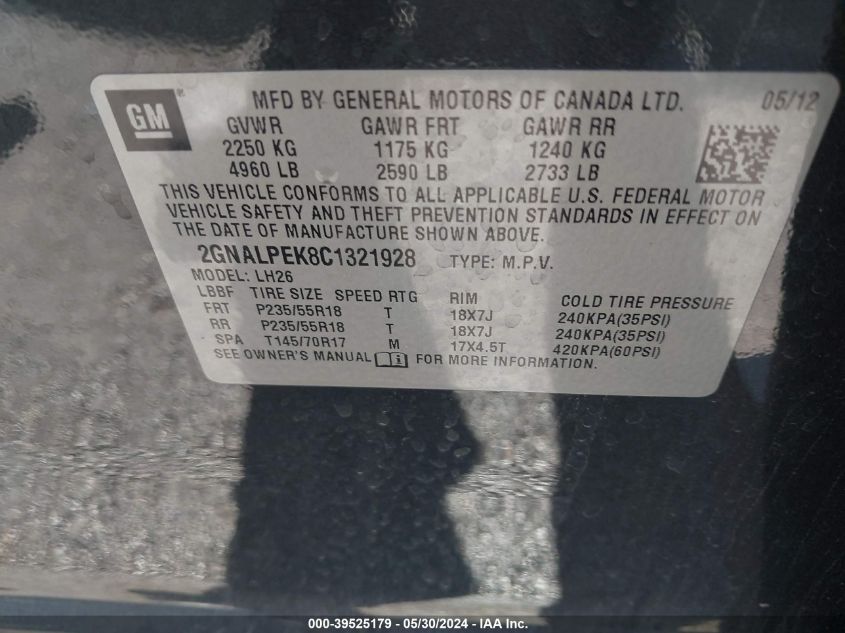 GM® MFD BY GENERAL MOTORS OF CANADA LTD. 05/12
GVWR GAWR FRT GAWR RR
2250 KG 1175 KG 1240 KG
4960 LB 2590 LB 2733 LB
THIS VEHICLE CONFORMS TO ALL APPLICABLE U.S. FEDERAL MOTOR
VEHICLE SAFETY AND THEFT PREVENTION STANDARDS IN EFFECT ON
THE DATE OF MANUFACTURE SHOWN ABOVE.
2GNALPEK8C1321928 TYPE: M.P.V.
MODEL: LH26
LBBF TIRE SIZE SPEED RTG RIM COLD TIRE PRESSURE
FRT P235/55R18 T 18X7J 240KPA(35PSI)
RR P235/55R18 T 18X7J 240KPA(35PSI)
SPA T145/70R17 M 17X4.5T 420KPA(60PSI)
SEE OWNER'S MANUAL FOR MORE INFORMATION.
000-39525179 - 05/30/2024 - IAA Inc.